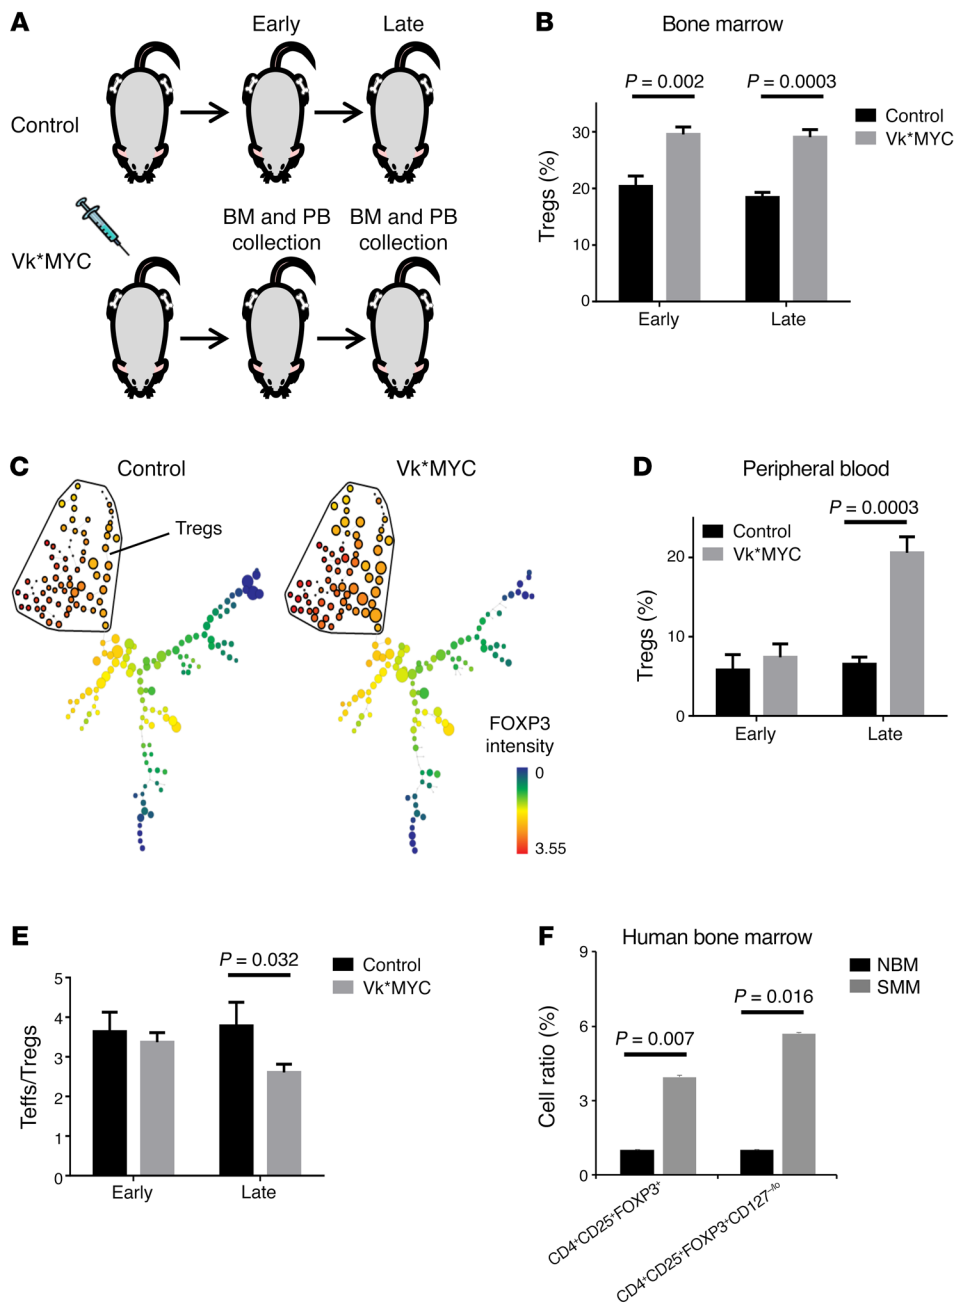 A
Early
Late
Control
BM and PB
collection
BM and PB
collection
Vk*MYC
B
Bone marrow
P = 0.002
P = 0.0003
Control
Vk*MYC
Tregs (%)
30
20
10
0
Early
Late
C
Control
Vk*MYC
Tregs
FOXP3
intensity
0
3.55
D
Peripheral blood
P = 0.0003
Control
Vk*MYC
Tregs (%)
20
10
0
Early
Late
E
P = 0.032
Control
Vk*MYC
Teffs/Tregs
5
4
3
2
1
0
Early
Late
F
Human bone marrow
NBM
SMM
P = 0.016
P = 0.007
Cell ratio (%)
9
6
3
0
CD4⁺CD25⁺FOXP3⁺
CD4⁺CD25⁺FOXP3⁺CD127⁻/ˡᵒ